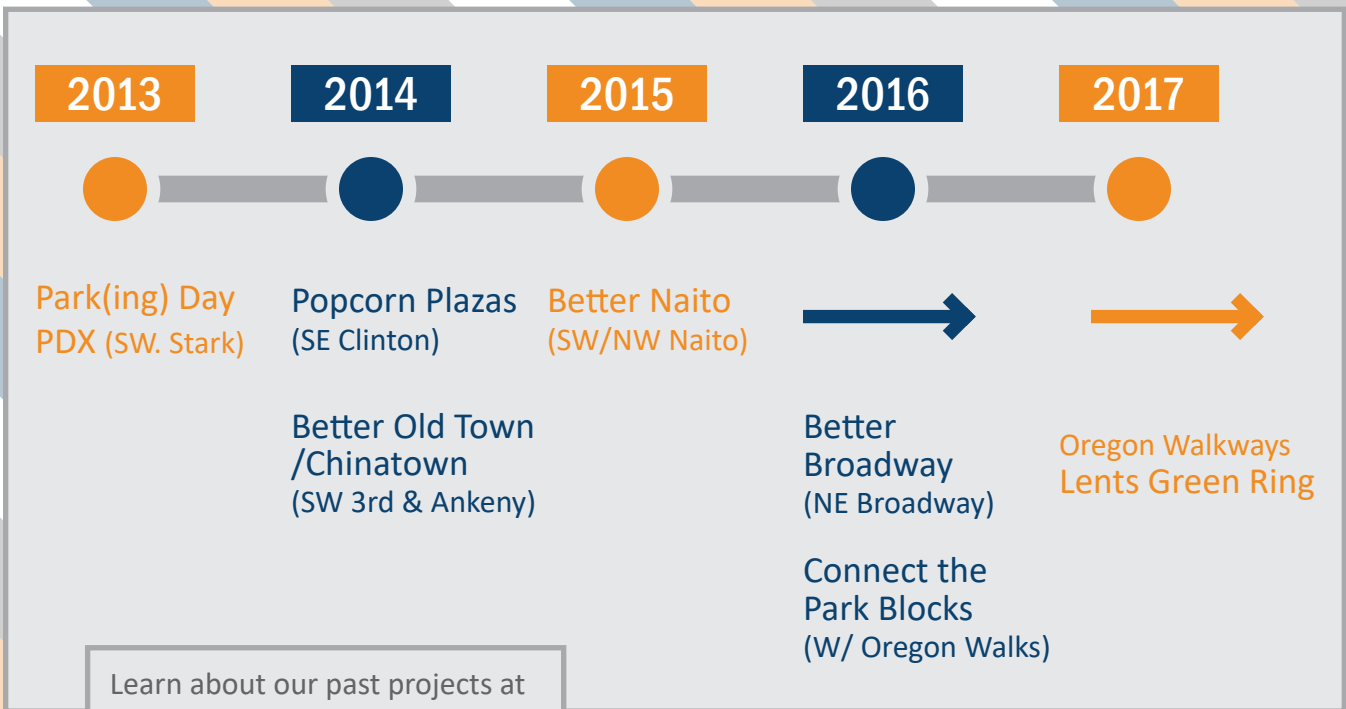 2013
2014
2015
2016
2017
Park(ing) Day
PDX (SW. Stark)
Popcorn Plazas
(SE Clinton)
Better Old Town
/Chinatown
(SW 3rd & Ankeny)
Better Naito
(SW/NW Naito)
Better
Broadway
(NE Broadway)
Connect the
Park Blocks
(W/ Oregon Walks)
Oregon Walkways
Lents Green Ring
Learn about our past projects at